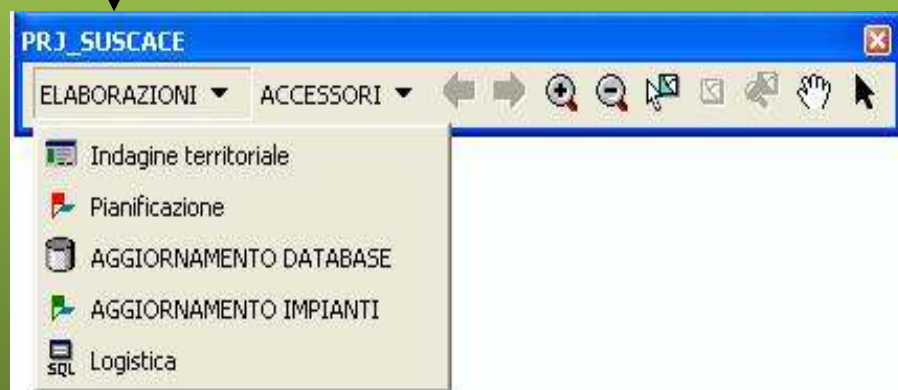 PRJ_SUSCACE
ELABORAZIONI ACCESSORI
Indagine territoriale
Pianificazione
AGGIORNAMENTO DATABASE
AGGIORNAMENTO IMPIANTI
SQL Logistica